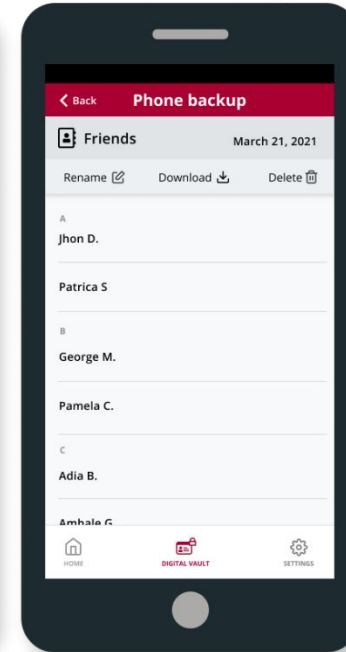 Back Phone backup
Friends March 21, 2021
Rename Download Delete
A
Jhon D.
Patrica S
B
George M.
Pamela C.
C
Adia B.
Ambale G
HOME DIGITAL VAULT SETTINGS